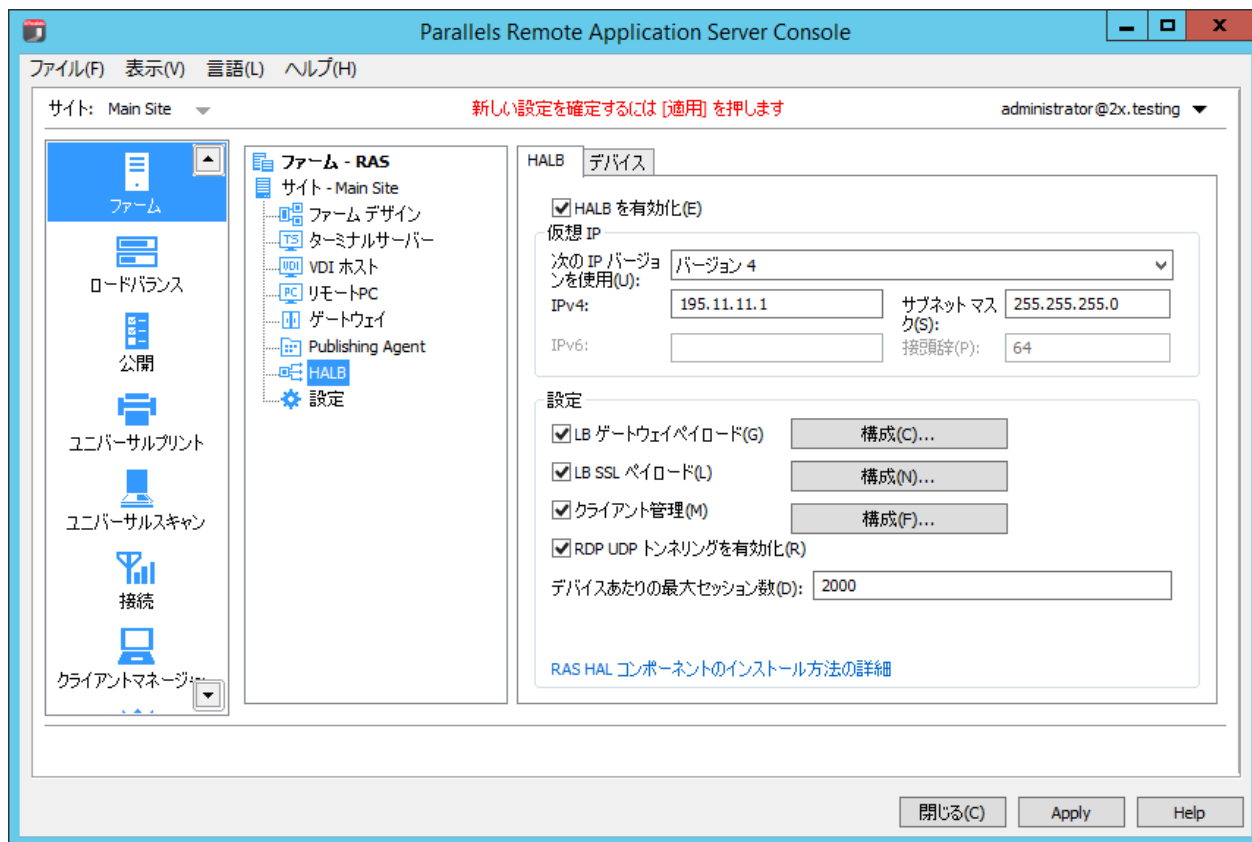 Parallels Remote Application Server Console
ファイル(F) 表示(V) 言語(L) ヘルプ(H)
サイト: Main Site
新しい設定を確定するには [適用] を押します
administrator@2x.testing
ファーム
ロードバランス
公開
ユニバーサルプリント
ユニバーサルスキャン
接続
クライアントマネージ
ファーム - RAS
サイト - Main Site
ファーム デザイン
TS ターミナルサーバー
VDI VDI ホスト
PC リモートPC
ゲートウェイ
Publishing Agent
HALB
設定
HALB デバイス
HALB を有効化(E)
仮想 IP
次の IP バージョ
ンを使用(U):
バージョン 4
IPv4: 195.11.11.1
サブネット マス
ク(S):
255.255.255.0
IPv6:
接頭辞(P): 64
設定
LB ゲートウェイペイロード(G) 構成(C)...
LB SSL ペイロード(L) 構成(N)...
クライアント管理(M) 構成(F)...
RDP UDP トンネリングを有効化(R)
デバイスあたりの最大セッション数(D): 2000
RAS HAL コンポーネントのインストール方法の詳細
閉じる(C) Apply Help